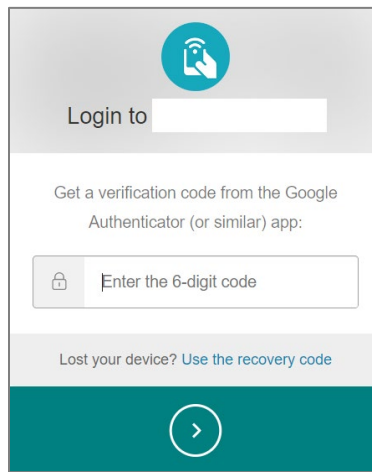 Login to
Get a verification code from the Google
Authenticator (or similar) app:
Enter the 6-digit code
Lost your device? Use the recovery code